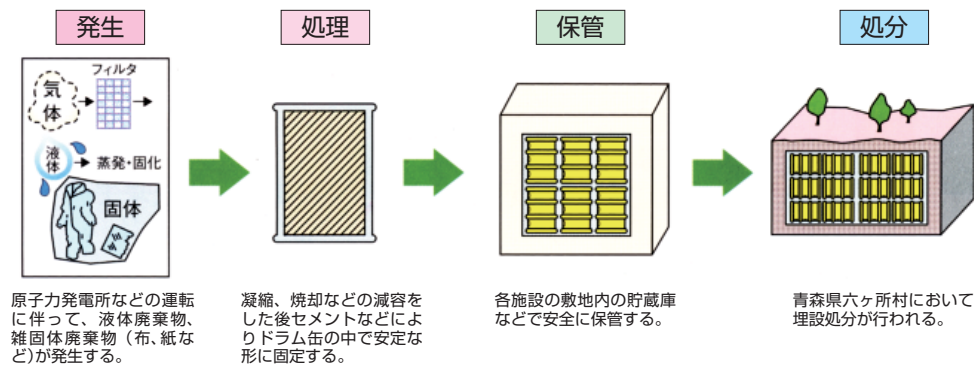 発生
処理
保管
処分
気
体
フィルタ
液
体
蒸発・固化
固体
原子力発電所などの運転
に伴って、液体廃棄物、
雑固体廃棄物（布、紙な
ど）が発生する。
凝縮、焼却などの減容を
した後セメントなどによ
りドラム缶の中で安定な
形に固定する。
各施設の敷地内の貯蔵庫
などで安全に保管する。
青森県六ヶ所村において
埋設処分が行われる。